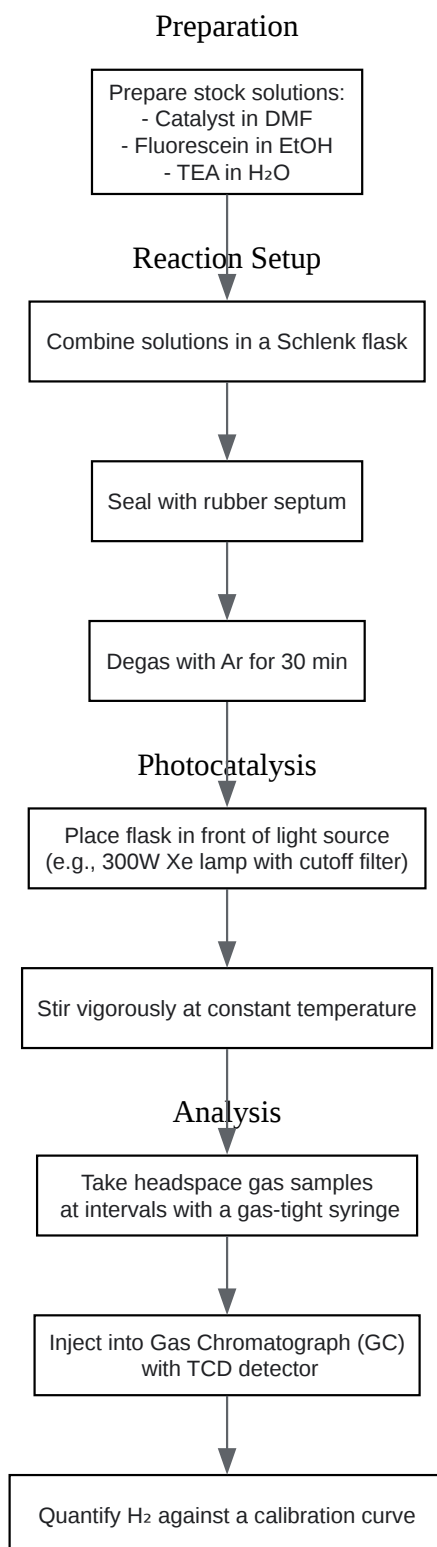 Preparation
Prepare stock solutions:
- Catalyst in DMF
- Fluorescein in EtOH
- TEA in H₂O
Reaction Setup
Combine solutions in a Schlenk flask
Seal with rubber septum
Degas with Ar for 30 min
Photocatalysis
Place flask in front of light source
(e.g., 300W Xe lamp with cutoff filter)
Stir vigorously at constant temperature
Analysis
Take headspace gas samples
at intervals with a gas-tight syringe
Inject into Gas Chromatograph (GC)
with TCD detector
Quantify H₂ against a calibration curve